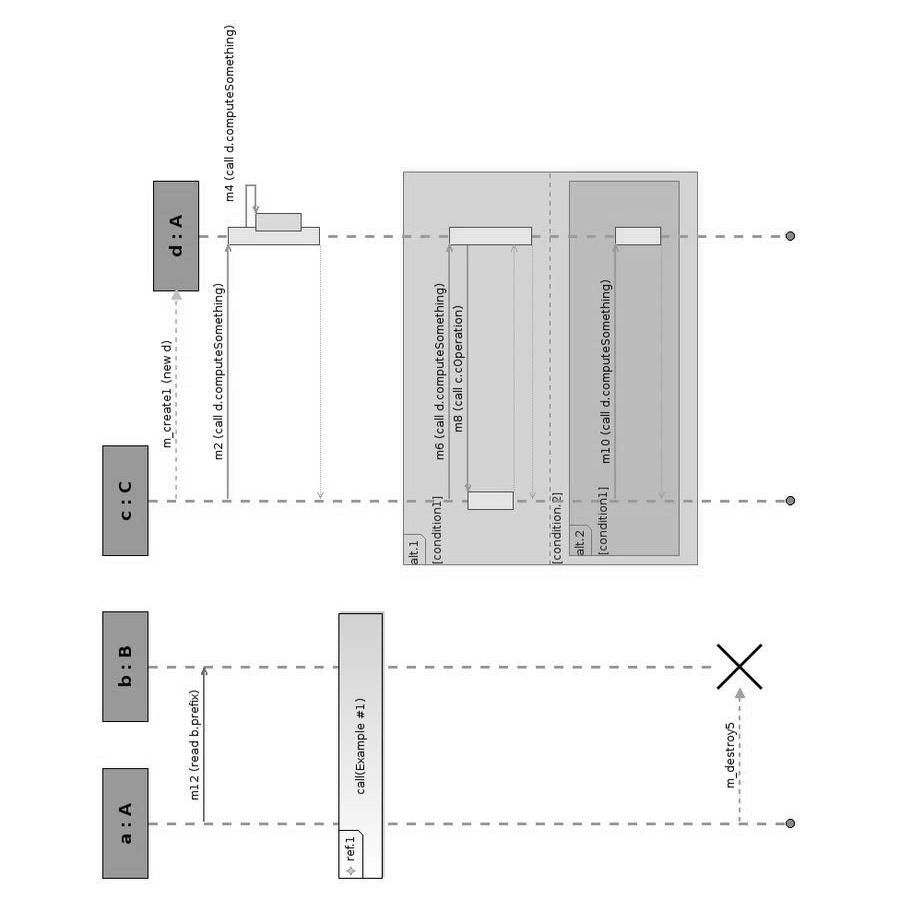 a : A
b : B
c : C
d : A
m_create1 (new d)
m12 (read b.prefix)
m2 (call d.computeSomething)
m4 (call d.computeSomething)
ref.1
call(Example #1)
alt.1
[condition1]
m6 (call d.computeSomething)
m8 (call c.cOperation)
[condition.2]
alt.2
[condition1]
m10 (call d.computeSomething)
m_destroy5